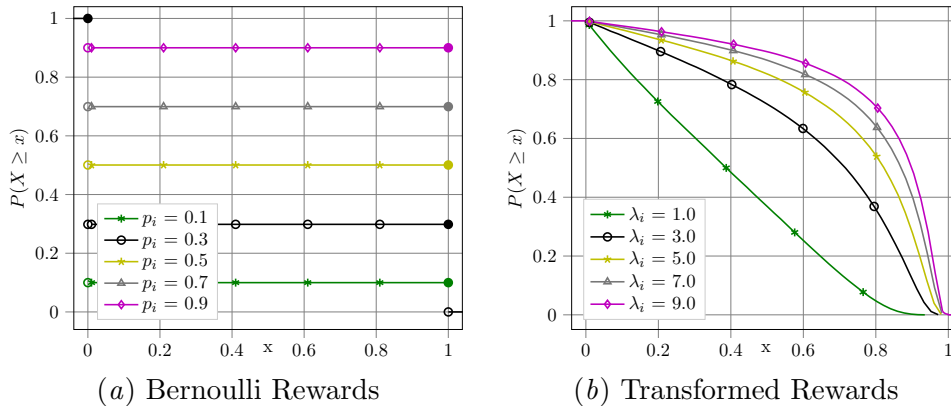 1
0.8
0.6
0.4
0.2
0
P(X ≥ x)
p_i = 0.1
p_i = 0.3
p_i = 0.5
p_i = 0.7
p_i = 0.9
0 0.2 0.4 0.6 0.8 1
x
(a) Bernoulli Rewards
1
0.8
0.6
0.4
0.2
0
P(X ≥ x)
λ_i = 1.0
λ_i = 3.0
λ_i = 5.0
λ_i = 7.0
λ_i = 9.0
0 0.2 0.4 0.6 0.8 1
x
(b) Transformed Rewards